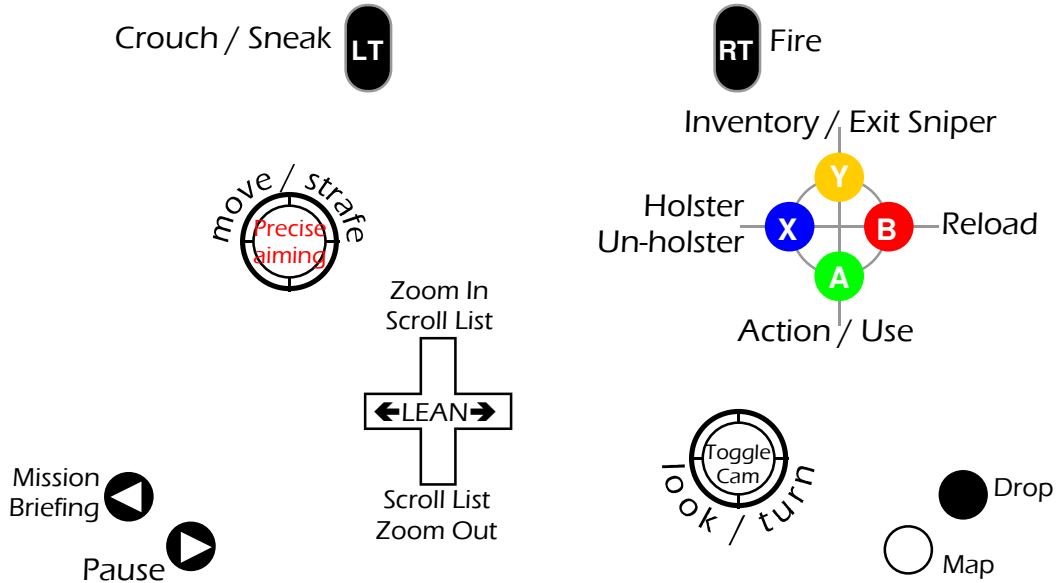 Crouch / Sneak
LT
RT
Fire
Inventory / Exit Sniper
Y
Holster
Un-holster
X
B
Reload
A
Action / Use
move / strafe
Precise
aiming
Zoom In
Scroll List
LEAN
Scroll List
Zoom Out
Toggle
Cam
look / turn
Mission
Briefing
Pause
Drop
Map